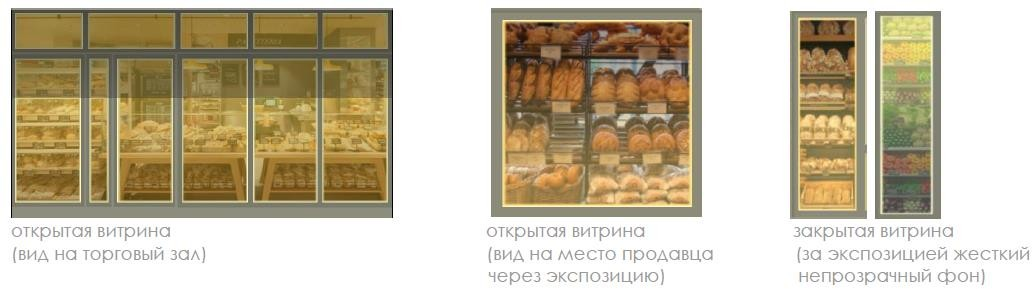 открытая витрина
(вид на торговый зал)
открытая витрина
(вид на место продавца
через экспозицию)
закрытая витрина
(за экспозицией жесткий
непрозрачный фон)